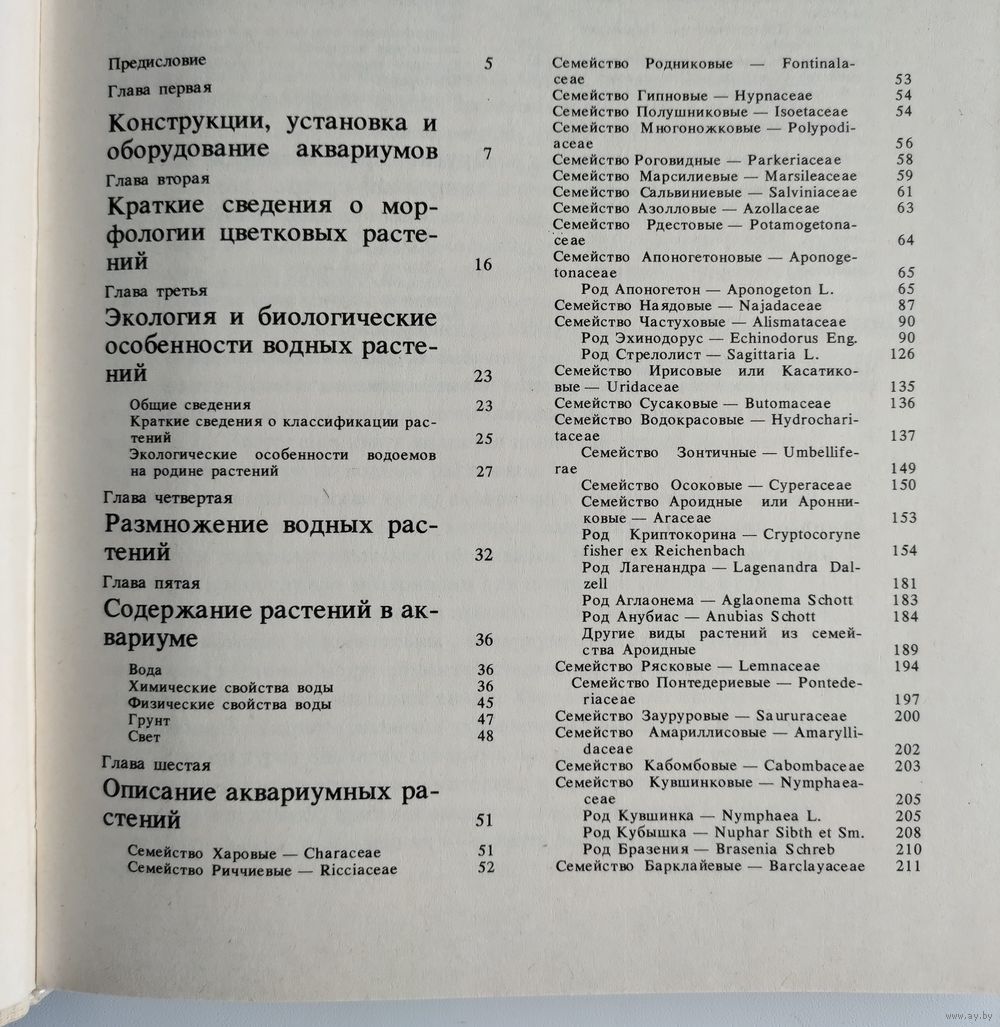 Предисловие 5
Глава первая
Конструкции, установка и
оборудование аквариумов 7
Глава вторая
Краткие сведения о мор-
фологии цветковых расте-
ний 16
Глава третья
Экология и биологические
особенности водных расте-
ний 23
Общие сведения 23
Краткие сведения о классификации рас-
тений 25
Экологические особенности водоемов
на родине растений 27
Глава четвертая
Размножение водных рас-
тений 32
Глава пятая
Содержание растений в ак-
вариуме 36
Вода 36
Химические свойства воды 36
Физические свойства воды 45
Грунт 47
Свет 48
Глава шестая
Описание аквариумных ра-
стений 51
Семейство Харовые — Characeae 51
Семейство Риччиевые — Ricciaceae 52
Семейство Родниковые — Fontinala-
ceae 53
Семейство Гипновые — Hypnaceae 54
Семейство Полушниковые — Isoetaceae 54
Семейство Многоножковые — Polypodi-
aceae 56
Семейство Роговидные — Parkeriaceae 58
Семейство Марсилиевые — Marsileaceae 59
Семейство Сальвиниевые — Salviniaceae 61
Семейство Азолловые — Azollaceae 63
Семейство Рдестовые — Potamogetona-
ceae 64
Семейство Апоногетоновые — Aponoge-
tonaceae 65
Род Апоногетон — Aponogeton L. 65
Семейство Наядовые — Najadaceae 87
Семейство Частуховые — Alismataceae 90
Род Эхинодорус — Echinodorus Eng. 90
Род Стрелолист — Sagittaria L. 126
Семейство Ирисовые или Касатико-
вые — Uridaceae 135
Семейство Сусаковые — Butomaceae 136
Семейство Водокрасовые — Hydrochari-
taceae 137
Семейство Зонтичные — Umbellife-
rae 149
Семейство Осоковые — Cyperaceae 150
Семейство Ароидные или Аронни-
ковые — Araceae 153
Род Криптокорина — Cryptocoryne
fisher ex Reichenbach 154
Род Лагенандра — Lagenandra Dal-
zell 181
Род Аглаонема — Aglaonema Schott 183
Род Анубиас — Anubias Schott 184
Другие виды растений из семей-
ства Ароидные 189
Семейство Рясковые — Lemnaceae 194
Семейство Понтедериевые — Pontede-
riaceae 197
Семейство Зауруровые — Saururaceae 200
Семейство Амариллисовые — Amarylli-
daceae 202
Семейство Кабомбовые — Cabombaceae 203
Семейство Кувшинковые — Nymphaea-
ceae 205
Род Кувшинка — Nymphaea L. 205
Род Кубышка — Nuphar Sibth et Sm. 208
Род Бразения — Brasenia Schreb 210
Семейство Барклайевые — Barclayaceae 211
www.ay.by